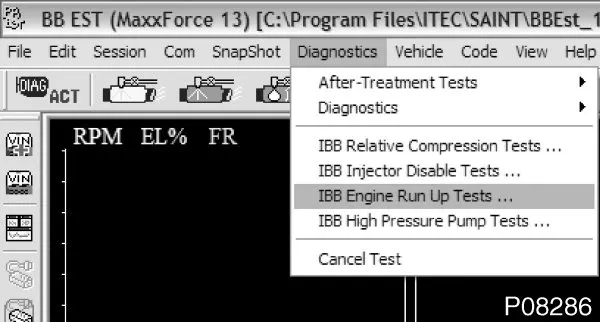 BB EST (MaxxForce 13) [C:\Program Files\ITEC\SAINT\BBEst_1
File Edit Session Com SnapShot Diagnostics Vehicle Code View Help
DIAG ACT
After-Treatment Tests
Diagnostics
VIN
RPM EL% FR
IBB Relative Compression Tests ...
IBB Injector Disable Tests ...
VIN
IBB Engine Run Up Tests ...
IBB High Pressure Pump Tests ...
Cancel Test
P08286